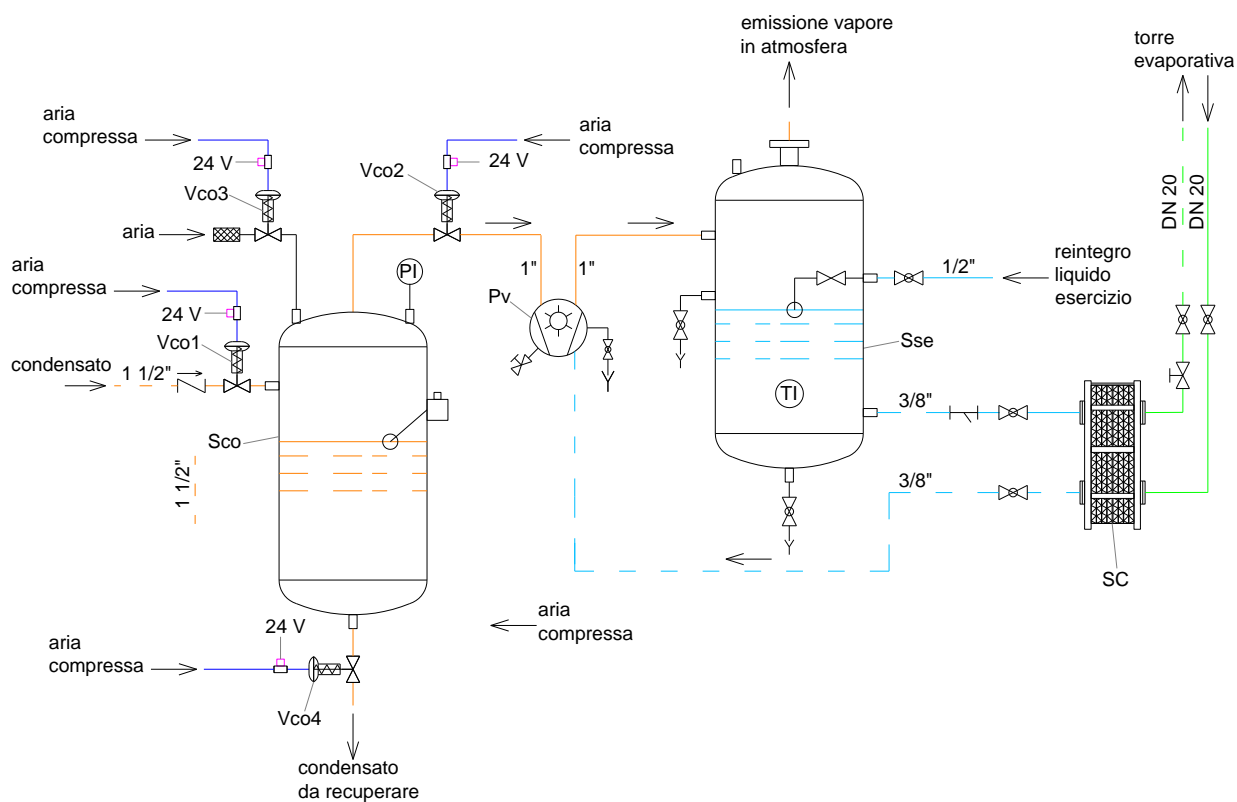 emissione vapore
in atmosfera
torre
evaporativa
aria
compressa
24 V
Vco3
aria
aria
compressa
24 V
Vco2
DN 20
DN 20
aria
compressa
24 V
Vco1
condensato
1 1/2"
PI
1"
1"
Pv
1/2"
reintegro
liquido
esercizio
Sse
TI
3/8"
3/8"
SC
Sco
1 1/2"
aria
compressa
24 V
aria
compressa
Vco4
condensato
da recuperare